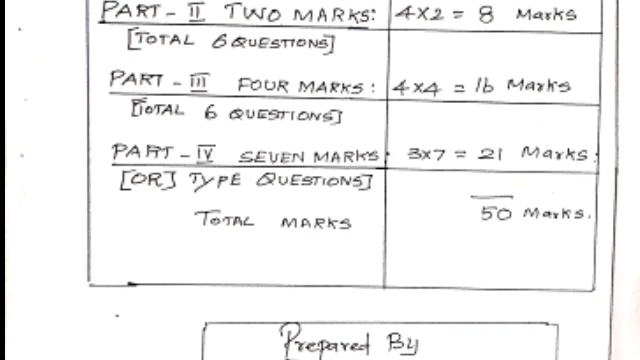 PART - II TWO MARKS: 4X2 = 8 Marks
[TOTAL 6 QUESTIONS]
PART - III FOUR MARKS: 4x4 = 16 Marks
[TOTAL 6 QUESTIONS]
PART - IV SEVEN MARKS: 3x7 = 21 Marks:
[OR] TYPE QUESTIONS]
TOTAL MARKS 50 Marks.
Prepared By